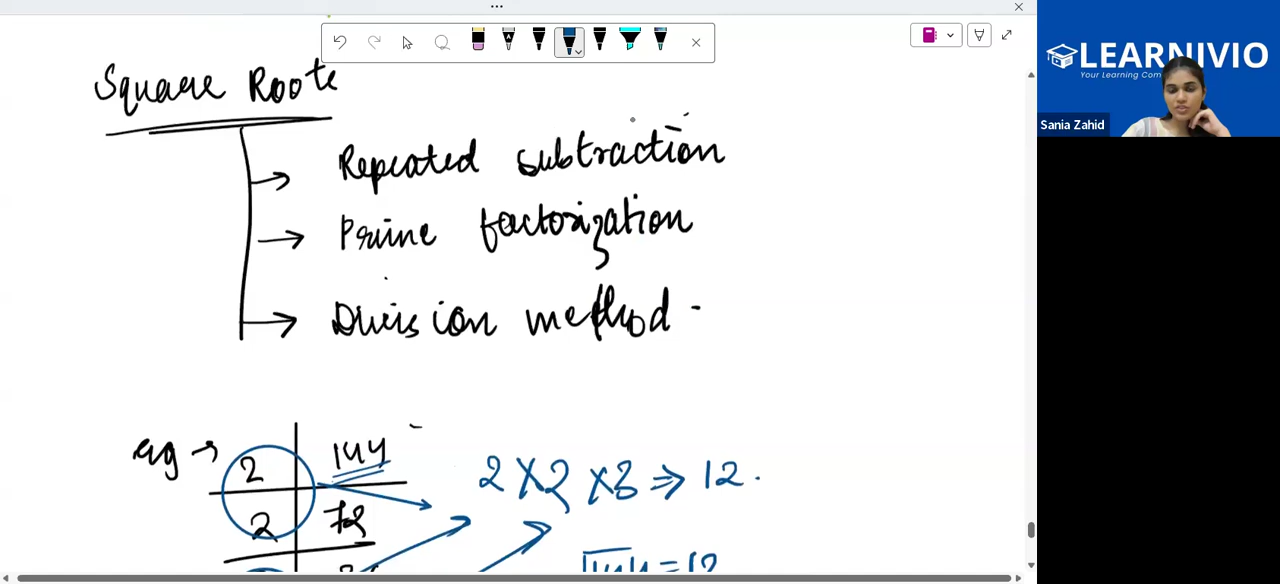 LEARNIVIO
Your Learning Com
Sania Zahid
Square Roots
Repeated subtraction
Prime factorization
Division method -
eg → 2 144
2 × 2 × 3 ⇒ 12.
2 72
√144 = 12